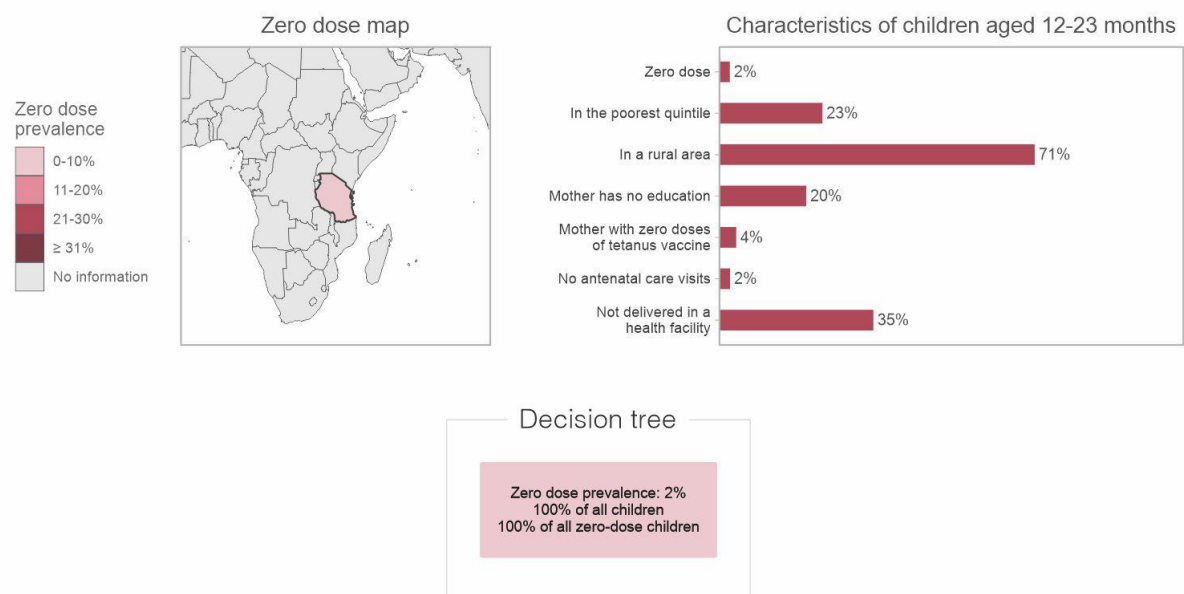 Zero dose map
Zero dose
prevalence
0-10%
11-20%
21-30%
≥ 31%
No information
Characteristics of children aged 12-23 months
Zero dose
2%
In the poorest quintile
23%
In a rural area
71%
Mother has no education
20%
Mother with zero doses
of tetanus vaccine
4%
No antenatal care visits
2%
Not delivered in a
health facility
35%
Decision tree
Zero dose prevalence: 2%
100% of all children
100% of all zero-dose children